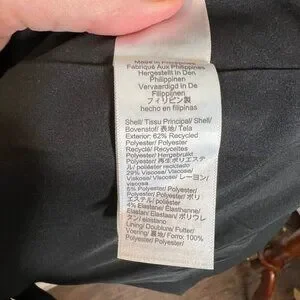 Made In Philippines
Fabriqué Aux Philippines
Hergestellt In Den
Philippinen
Vervaardigd In De
Filippijnen
フィリピン製
hecho en filipinas
Shell/ Tissu Principal/ Shell/
Bovenstof/ 表地/ Tela
Exterior: 62% Recycled
Polyester/ Polyester
Recyclé/ Recyceltes
Polyester/ Hergebruikt
Polyester/ 再生ポリエステ
ル/ poliéster reciclado
29% Viscose/ Viscose/
Viskose/ Viscose/ レーヨン/
viscosa
5% Polyester/ Polyester/
Polyester/ Polyester/ ポリ
エステル/ poliéster
4% Elastane/ Élasthanne/
Elastan/ Elastaan/ ポリウレ
タン/ elastano
Lining/ Doublure/ Futter/
Voering/ 裏地/ Forro: 100%
Polyester/ Polyester/